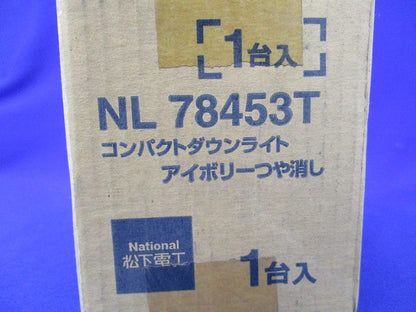 1台入
NL 78453T
コンパクトダウンライト
アイボリーつや消し
National
松下電工
1台入